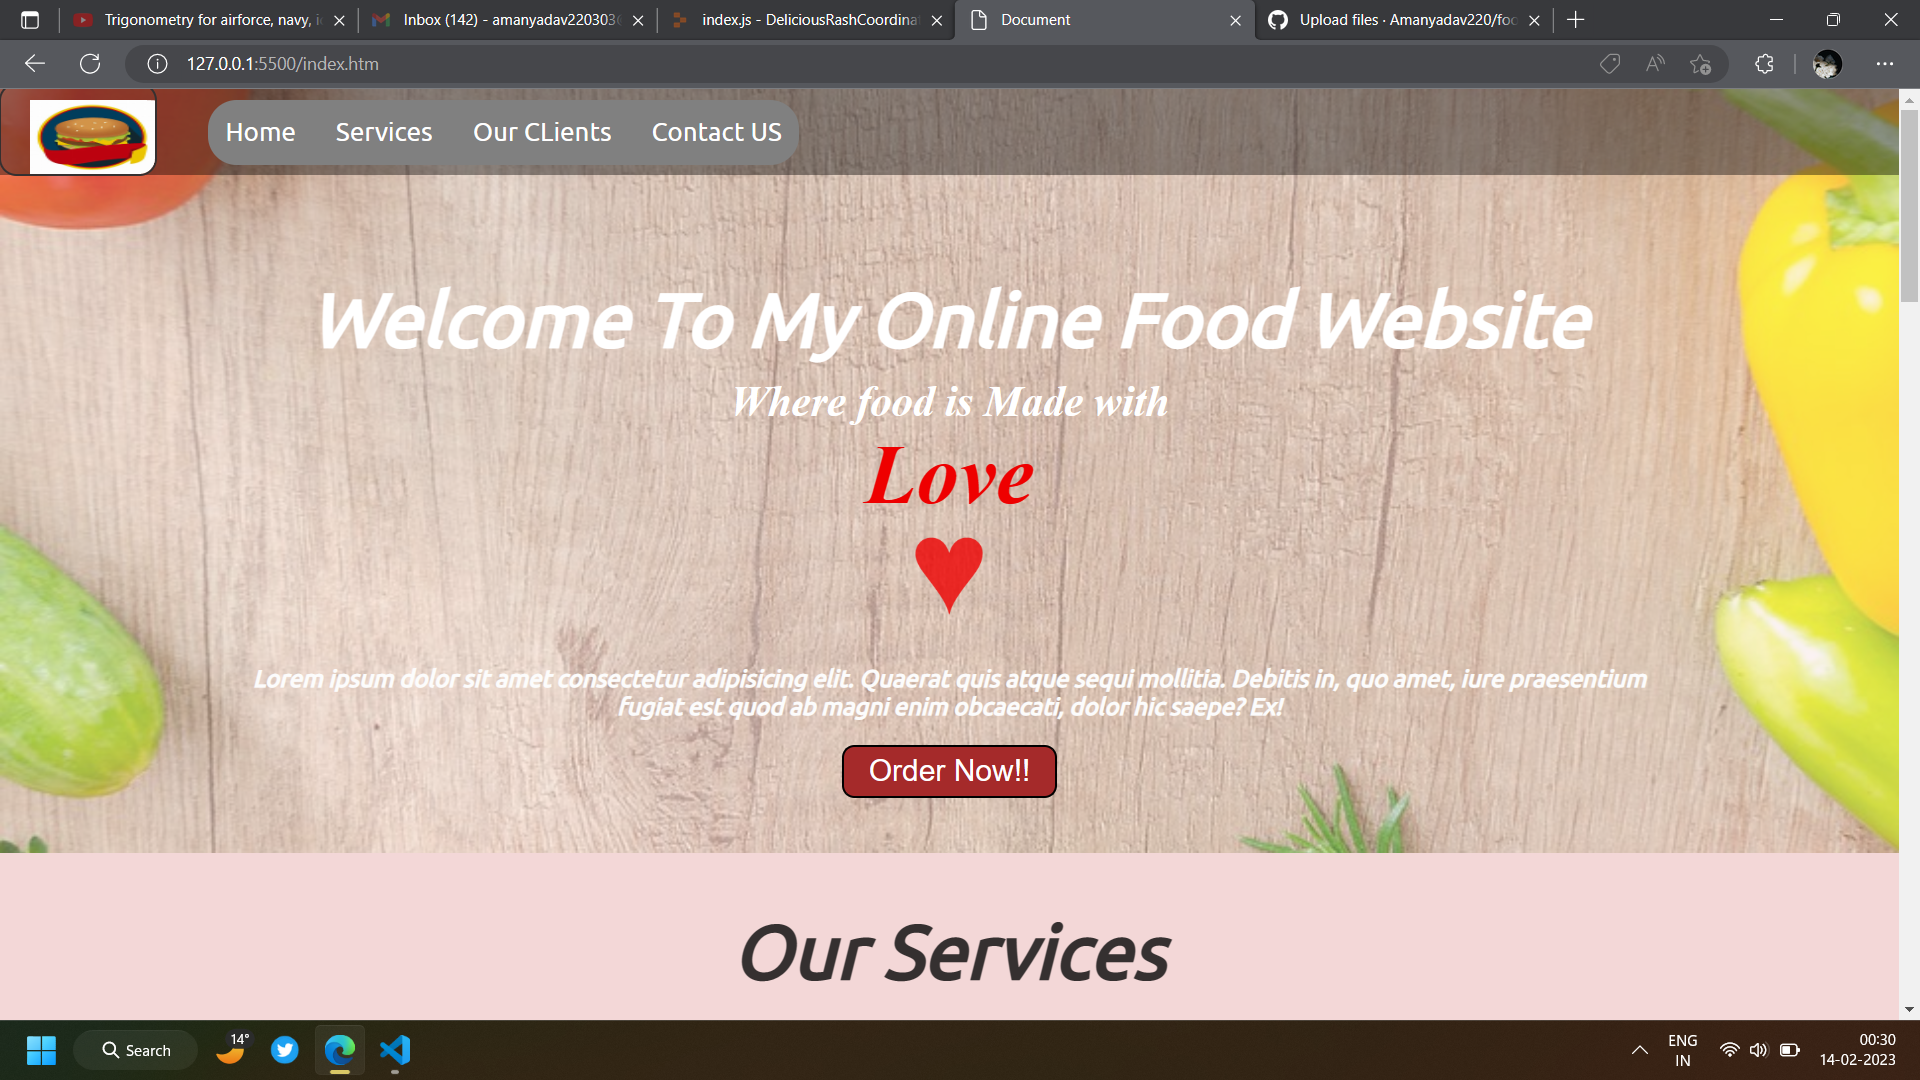 Trigonometry for airforce, navy, i
Inbox (142) - amanyadav220303
index.js - DeliciousRashCoordina
Document
Upload files · Amanyadav220/foo
127.0.0.1:5500/index.htm
Home Services Our CLients Contact US
Welcome To My Online Food Website
Where food is Made with
Love
Lorem ipsum dolor sit amet consectetur adipisicing elit. Quaerat quis atque sequi mollitia. Debitis in, quo amet, iure praesentium
fugiat est quod ab magni enim obcaecati, dolor hic saepe? Ex!
Order Now!!
Our Services
14°
Search
ENG
IN
00:30
14-02-2023